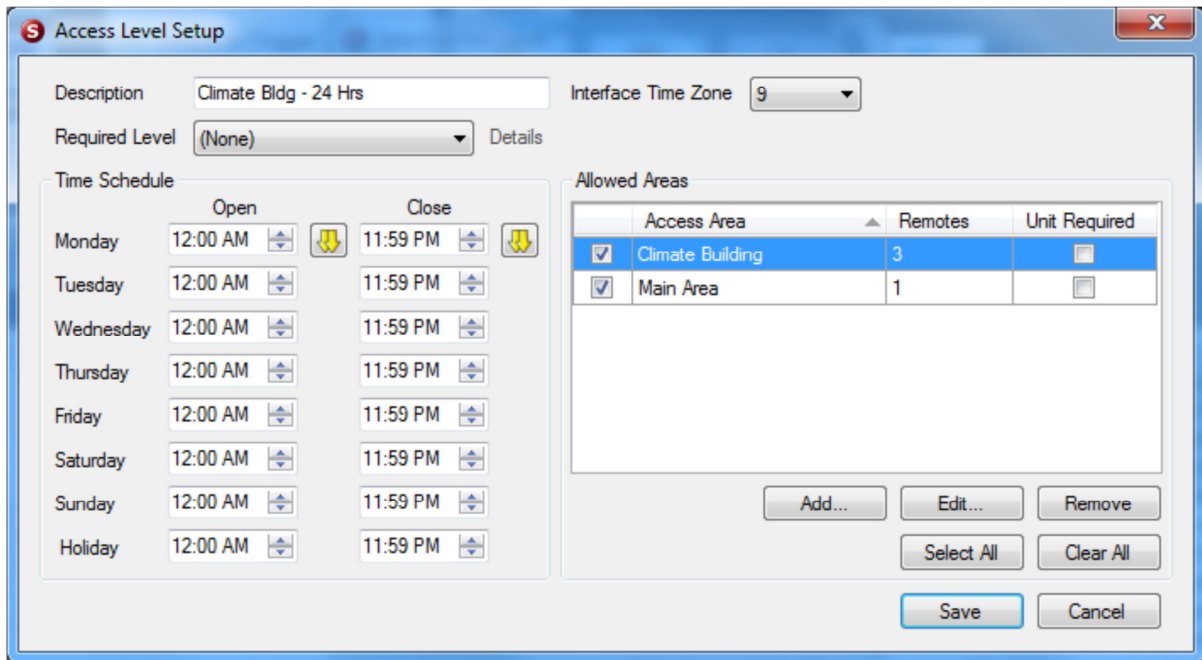 S Access Level Setup
Description Climate Bldg - 24 Hrs Interface Time Zone 9
Required Level (None) Details
Time Schedule
Open Close
Monday 12:00 AM 11:59 PM
Tuesday 12:00 AM 11:59 PM
Wednesday 12:00 AM 11:59 PM
Thursday 12:00 AM 11:59 PM
Friday 12:00 AM 11:59 PM
Saturday 12:00 AM 11:59 PM
Sunday 12:00 AM 11:59 PM
Holiday 12:00 AM 11:59 PM
Allowed Areas
Access Area Remotes Unit Required
Climate Building 3
Main Area 1
Add... Edit... Remove
Select All Clear All
Save Cancel